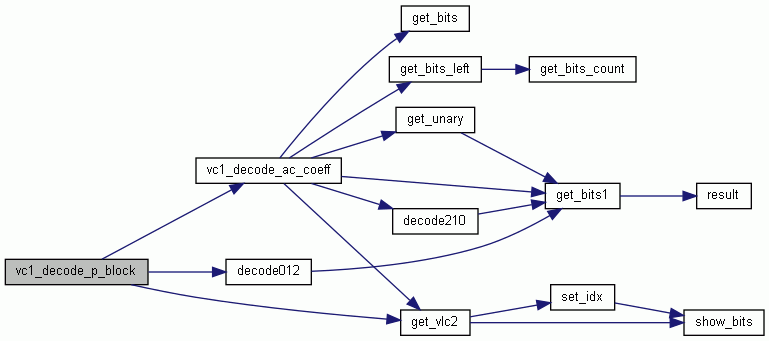 get_bits
get_bits_left
get_bits_count
get_unary
vc1_decode_ac_coeff
get_bits1
result
decode210
vc1_decode_p_block
decode012
set_idx
get_vlc2
show_bits